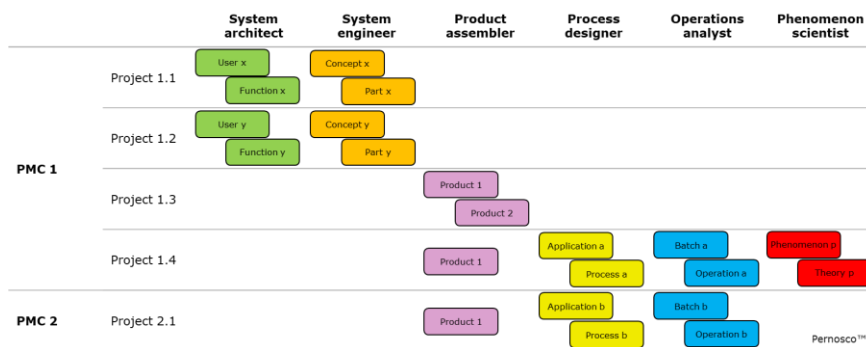 System architect
System engineer
Product assembler
Process designer
Operations analyst
Phenomenon scientist
PMC 1
Project 1.1
User x
Function x
Concept x
Part x
Project 1.2
User y
Function y
Concept y
Part y
Project 1.3
Product 1
Product 2
Project 1.4
Product 1
Application a
Process a
Batch a
Operation a
Phenomenon p
Theory p
PMC 2
Project 2.1
Product 1
Application b
Process b
Batch b
Operation b
Pernosco™